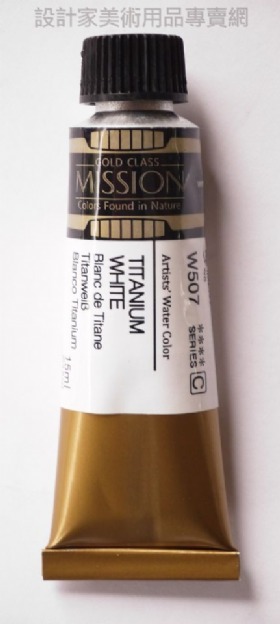 設計家美術用品專賣網
GOLD CLASS
MISSION
Colors Found in Nature
W507
****
SERIES C
Artists' Water Color
TITANIUM
WHITE
Blanc de Titane
Titanweiß
Blanco Titanium
15ml